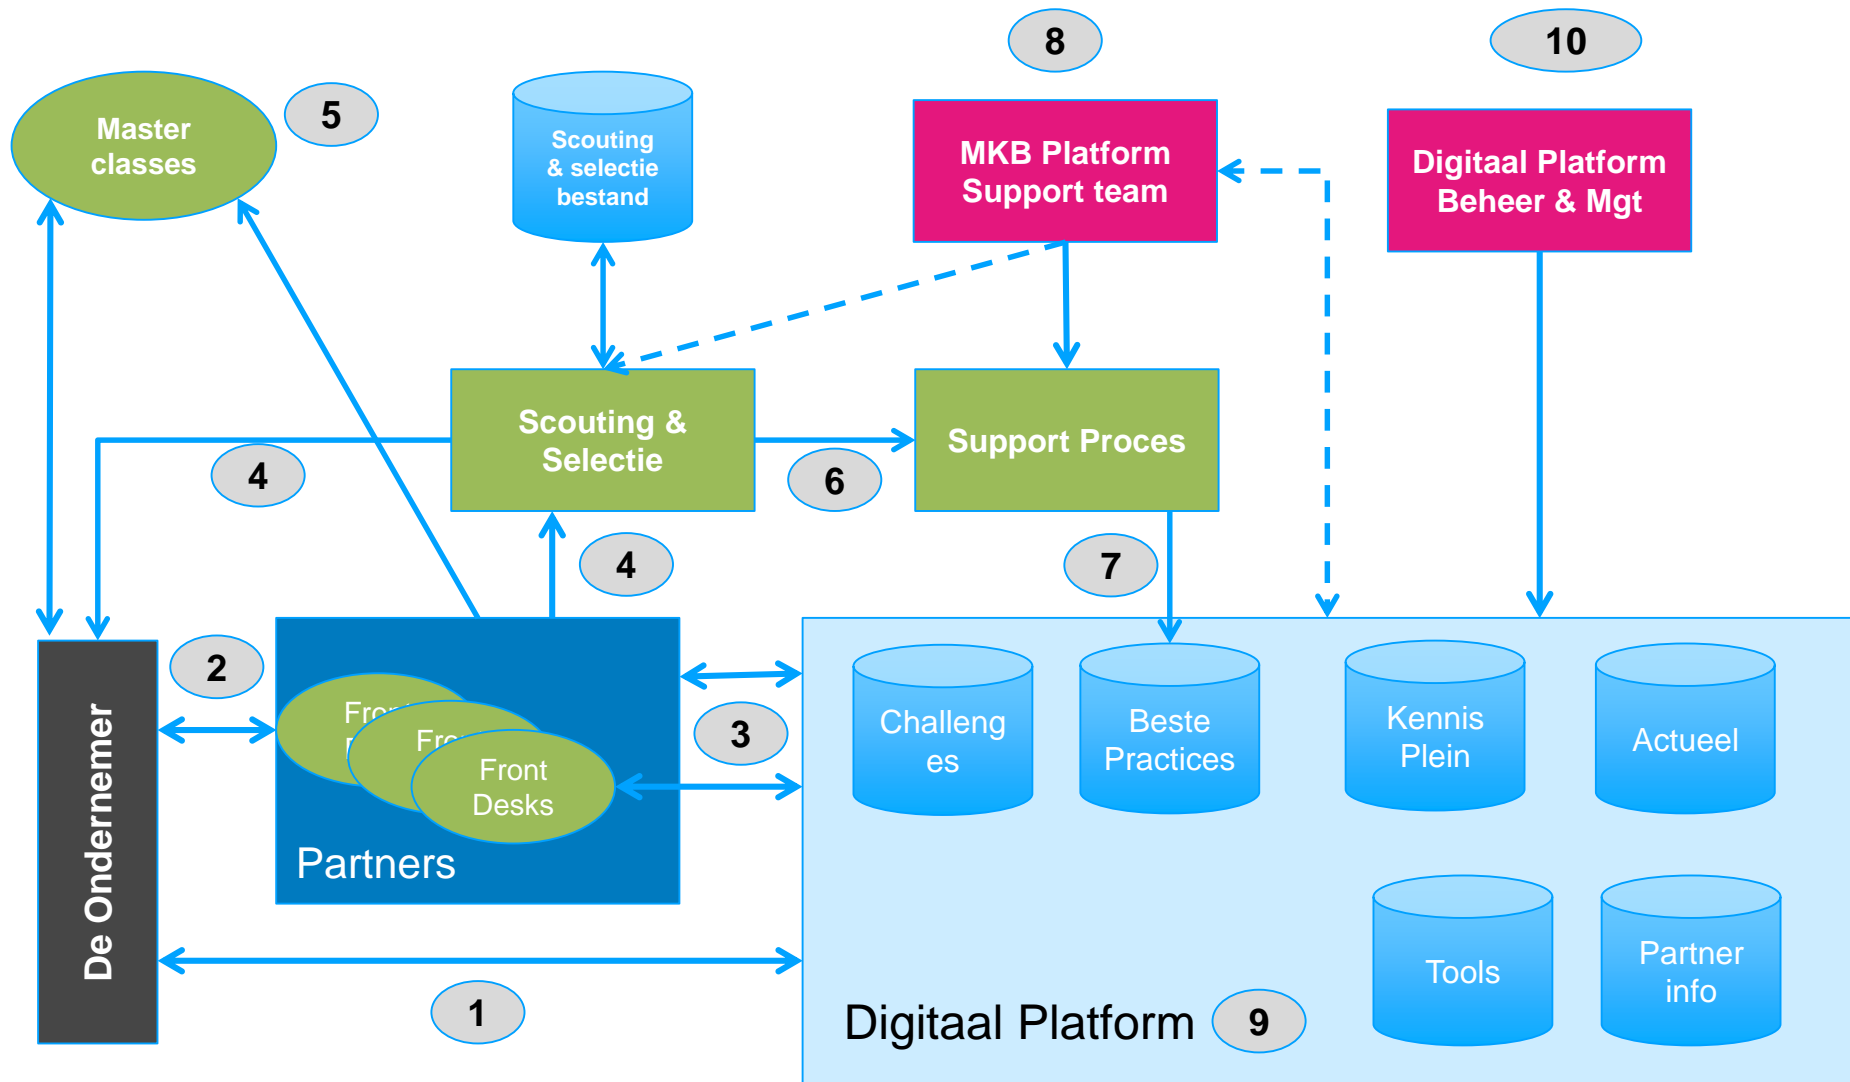 8
10
5
Master
classes
Scouting
& selectie
bestand
MKB Platform
Support team
Digitaal Platform
Beheer & Mgt
Scouting &
Selectie
Support Proces
4
6
4
7
2
3
Front
Desks
Partners
De Ondernemer
Challeng
es
Beste
Practices
Kennis
Plein
Actueel
Tools
Partner
info
1
Digitaal Platform
9